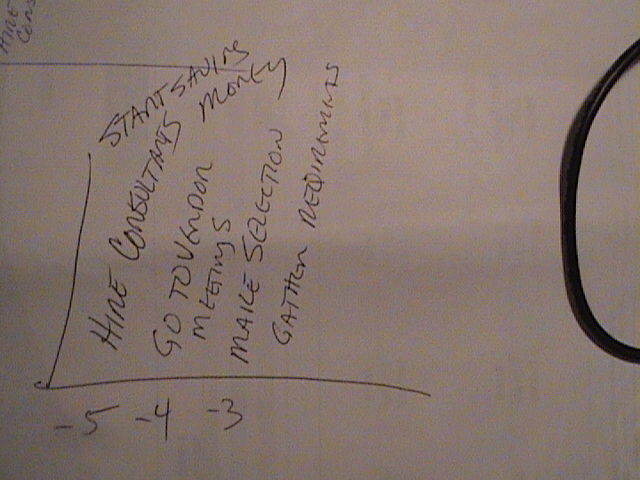 HIRE
CONS
START SAVING
MONEY
HIRE CONSULTANTS
GO TO VENDOR
MEETINGS
MAKE SELECTION
GATHER REQUIREMENTS
-5
-4
-3